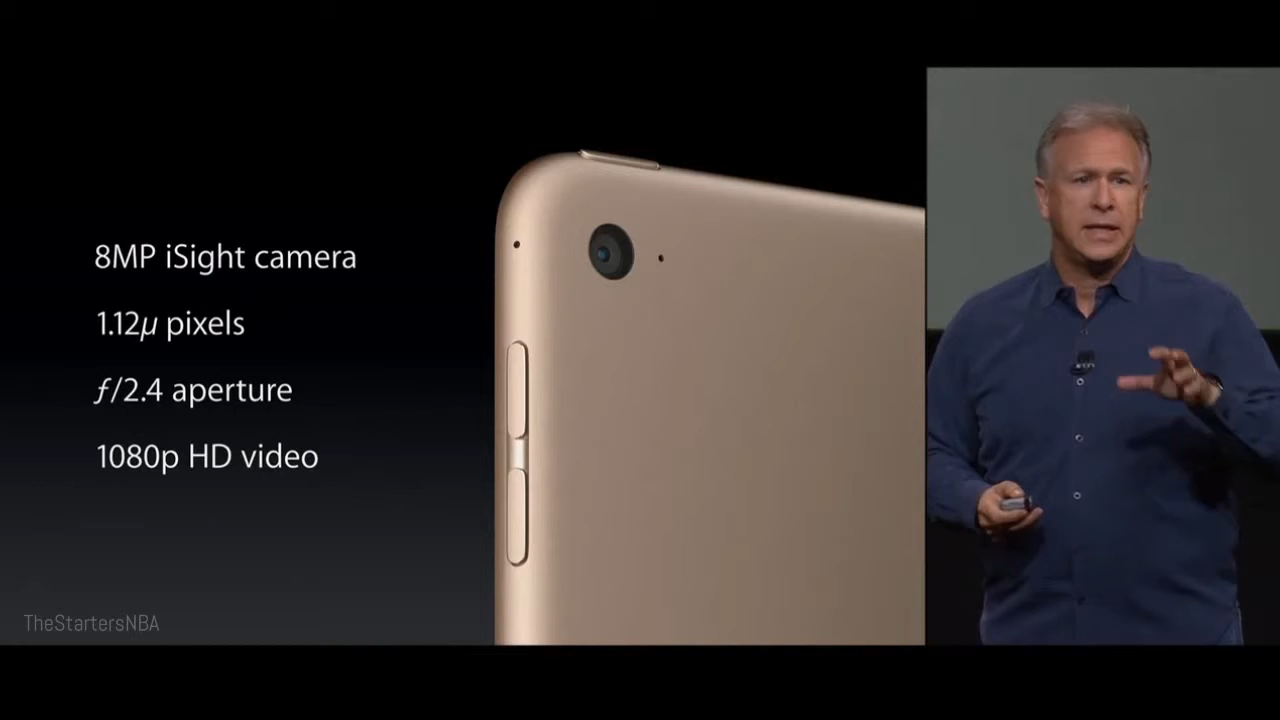 8MP iSight camera
1.12µ pixels
ƒ/2.4 aperture
1080p HD video
TheStartersNBA